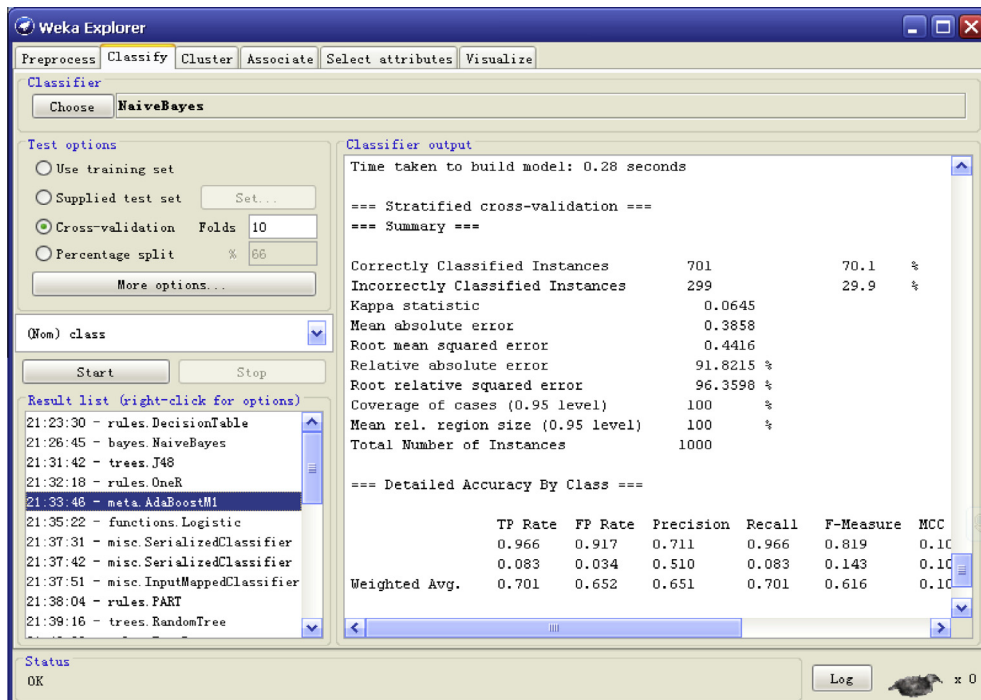 Weka Explorer
Preprocess Classify Cluster Associate Select attributes Visualize
Classifier
Choose NaiveBayes
Test options
Use training set
Supplied test set Set...
Cross-validation Folds 10
Percentage split % 66
More options...
(Nom) class
Start Stop
Result list (right-click for options)
21:23:30 - rules.DecisionTable
21:26:45 - bayes.NaiveBayes
21:31:42 - trees.J48
21:32:18 - rules.OneR
21:33:46 - meta.AdaBoostM1
21:35:22 - functions.Logistic
21:37:31 - misc.SerializedClassifier
21:37:42 - misc.SerializedClassifier
21:37:51 - misc.InputMappedClassifier
21:38:04 - rules.PART
21:39:16 - trees.RandomTree
Classifier output
Time taken to build model: 0.28 seconds
=== Stratified cross-validation ===
=== Summary ===
Correctly Classified Instances 701 70.1 %
Incorrectly Classified Instances 299 29.9 %
Kappa statistic 0.0645
Mean absolute error 0.3858
Root mean squared error 0.4416
Relative absolute error 91.8215 %
Root relative squared error 96.3598 %
Coverage of cases (0.95 level) 100 %
Mean rel. region size (0.95 level) 100 %
Total Number of Instances 1000
=== Detailed Accuracy By Class ===
TP Rate FP Rate Precision Recall F-Measure MCC
0.966 0.917 0.711 0.966 0.819 0.10
0.083 0.034 0.510 0.083 0.143 0.10
Weighted Avg. 0.701 0.652 0.651 0.701 0.616 0.10
Status
OK
Log x 0